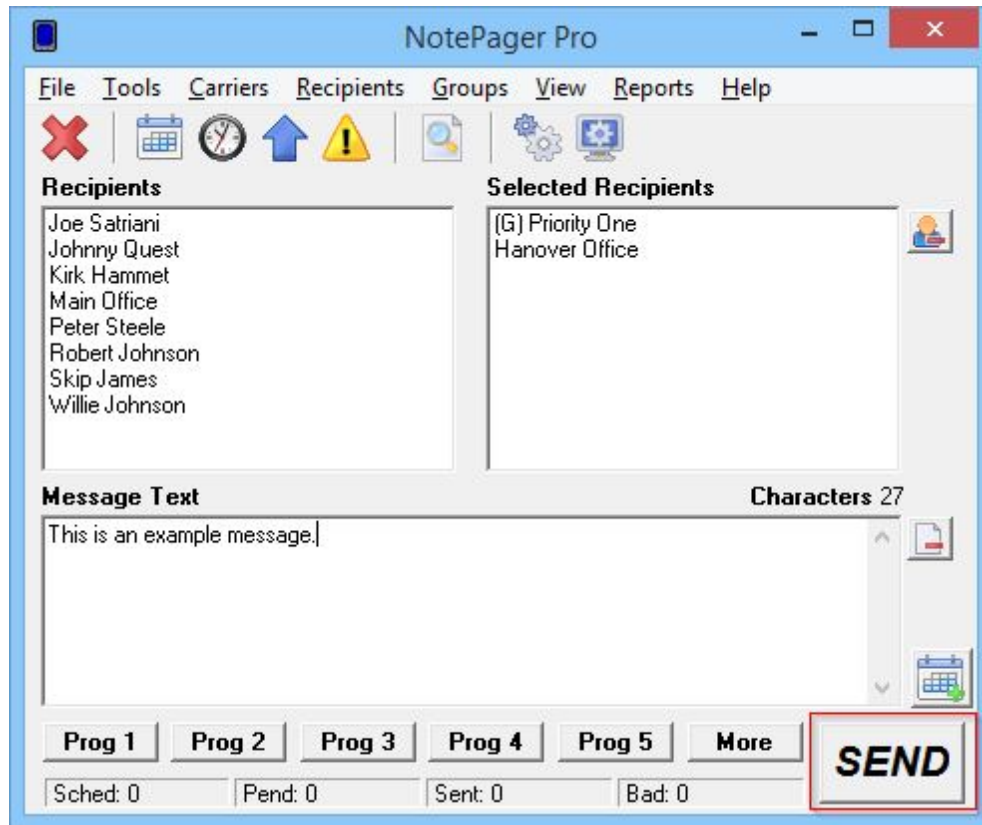 NotePager Pro
File Tools Carriers Recipients Groups View Reports Help
Recipients
Joe Satriani
Johnny Quest
Kirk Hammet
Main Office
Peter Steele
Robert Johnson
Skip James
Willie Johnson
Selected Recipients
(G) Priority One
Hanover Office
Message Text
Characters 27
This is an example message.
Prog 1 Prog 2 Prog 3 Prog 4 Prog 5 More
SEND
Sched: 0 Pend: 0 Sent: 0 Bad: 0